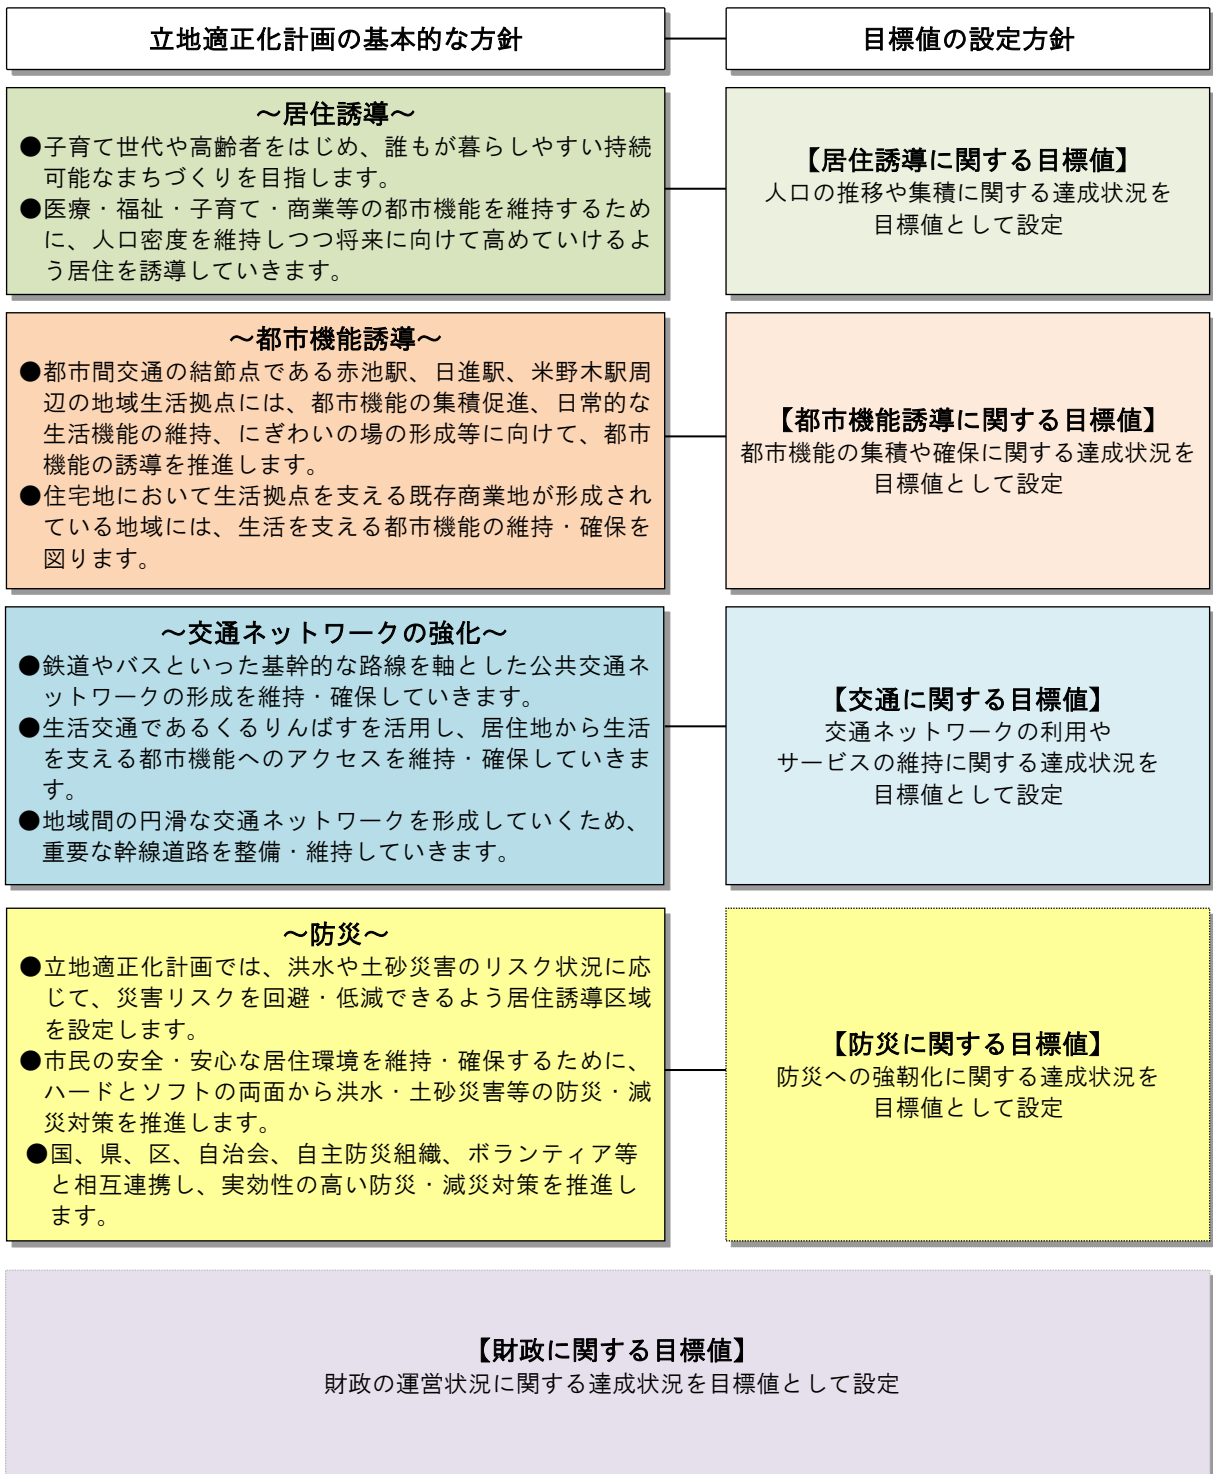 立地適正化計画の基本的な方針
目標値の設定方針
～居住誘導～
●子育て世代や高齢者をはじめ、誰もが暮らしやすい持続
可能なまちづくりを目指します。
●医療・福祉・子育て・商業等の都市機能を維持するため
に、人口密度を維持しつつ将来に向けて高めていけるよ
う居住を誘導していきます。
【居住誘導に関する目標値】
人口の推移や集積に関する達成状況を
目標値として設定
～都市機能誘導～
●都市間交通の結節点である赤池駅、日進駅、米野木駅周
辺の地域生活拠点には、都市機能の集積促進、日常的な
生活機能の維持、にぎわいの場の形成等に向けて、都市
機能の誘導を推進します。
●住宅地において生活拠点を支える既存商業地が形成され
ている地域には、生活を支える都市機能の維持・確保を
図ります。
【都市機能誘導に関する目標値】
都市機能の集積や確保に関する達成状況を
目標値として設定
～交通ネットワークの強化～
●鉄道やバスといった基幹的な路線を軸とした公共交通ネ
ットワークの形成を維持・確保していきます。
●生活交通であるくるりんばすを活用し、居住地から生活
を支える都市機能へのアクセスを維持・確保していきま
す。
●地域間の円滑な交通ネットワークを形成していくため、
重要な幹線道路を整備・維持していきます。
【交通に関する目標値】
交通ネットワークの利用や
サービスの維持に関する達成状況を
目標値として設定
～防災～
●立地適正化計画では、洪水や土砂災害のリスク状況に応
じて、災害リスクを回避・低減できるよう居住誘導区域
を設定します。
●市民の安全・安心な居住環境を維持・確保するために、
ハードとソフトの両面から洪水・土砂災害等の防災・減
災対策を推進します。
●国、県、区、自治会、自主防災組織、ボランティア等
と相互連携し、実効性の高い防災・減災対策を推進し
ます。
【防災に関する目標値】
防災への強靭化に関する達成状況を
目標値として設定
【財政に関する目標値】
財政の運営状況に関する達成状況を目標値として設定